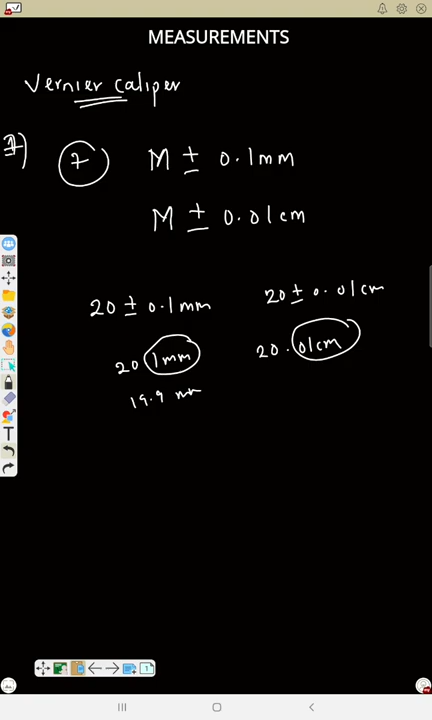 MEASUREMENTS
Vernier caliper
7 M ± 0.1mm
M ± 0.01cm
20 ± 0.1mm 20 ± 0.01cm
20.1mm 20.01cm
19.9 mm